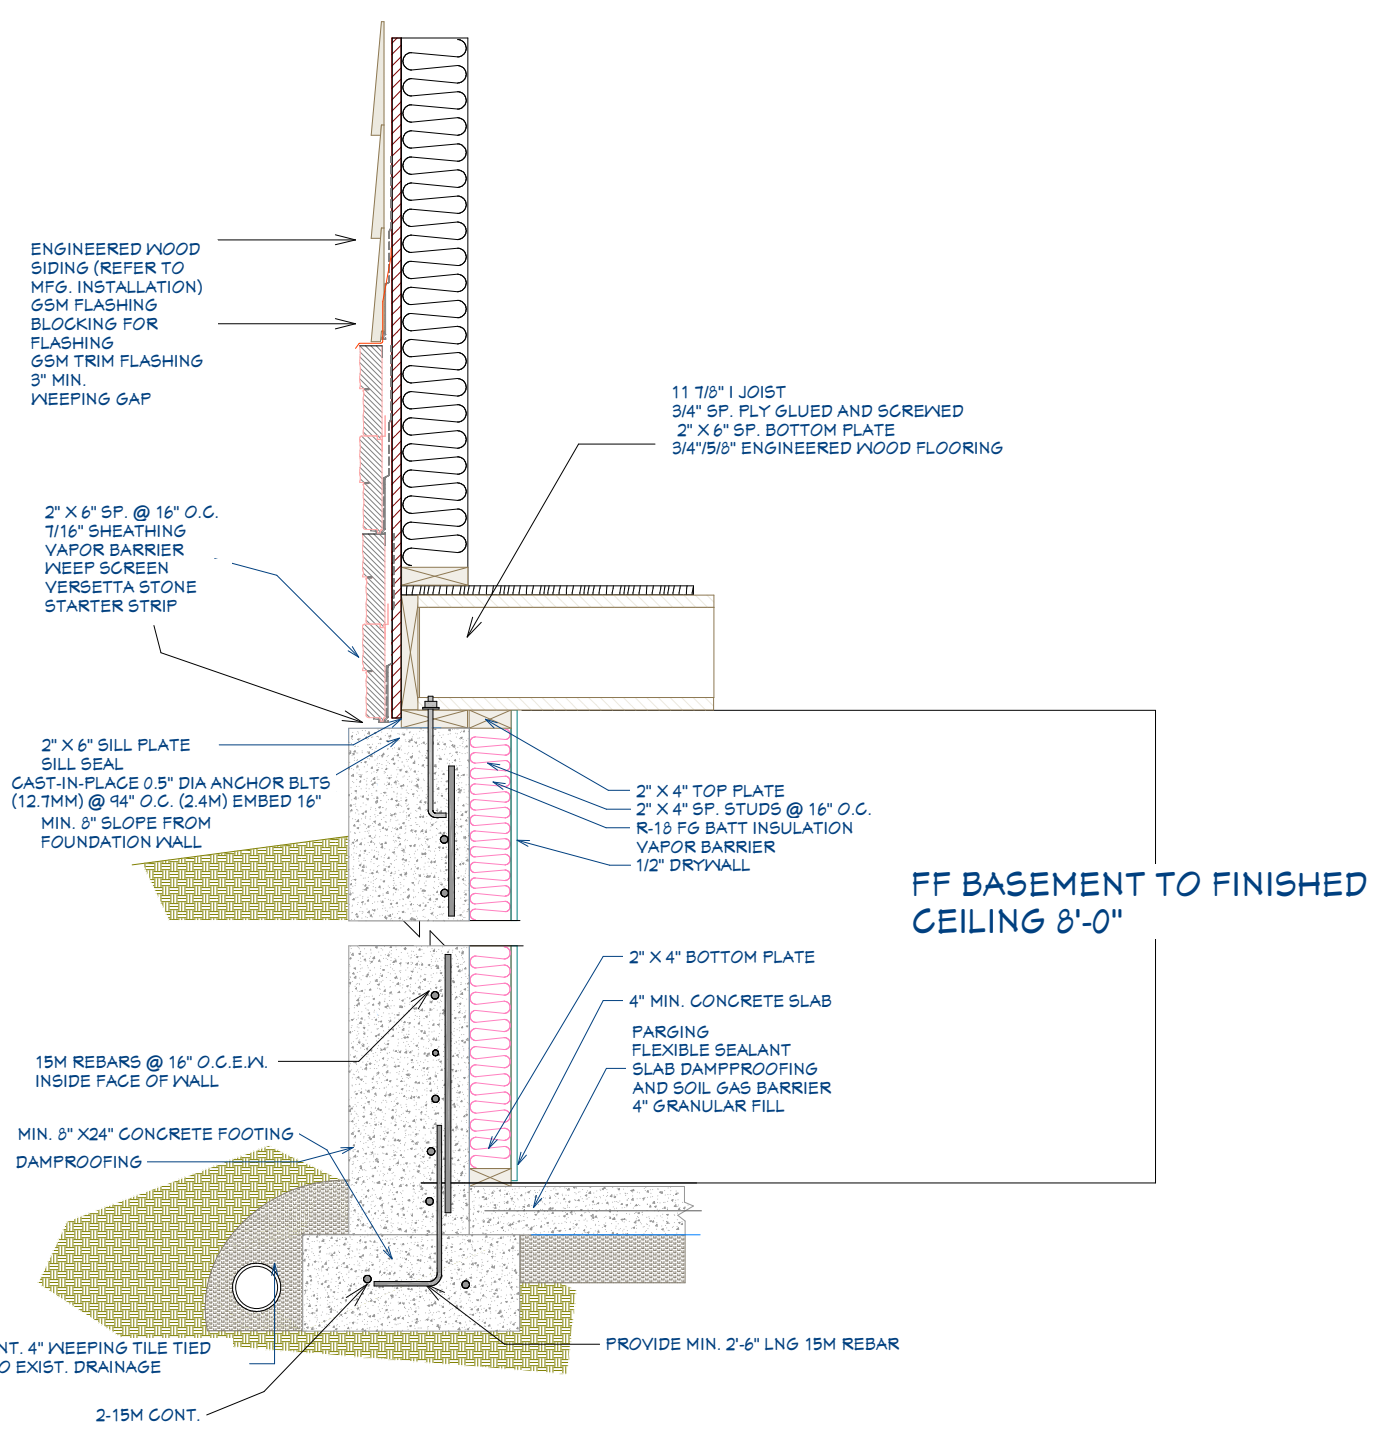 ENGINEERED WOOD
SIDING (REFER TO
MFG. INSTALLATION)
GSM FLASHING
BLOCKING FOR
FLASHING
GSM TRIM FLASHING
3" MIN.
WEEPING GAP
11 7/8" I JOIST
3/4" SP. PLY GLUED AND SCREWED
2" X 6" SP. BOTTOM PLATE
3/4"/5/8" ENGINEERED WOOD FLOORING
2" X 6" SP. @ 16" O.C.
7/16" SHEATHING
VAPOR BARRIER
WEEP SCREEN
VERSETTA STONE
STARTER STRIP
2" X 6" SILL PLATE
SILL SEAL
CAST-IN-PLACE 0.5" DIA ANCHOR BLTS
(12.7MM) @ 94" O.C. (2.4M) EMBED 16"
MIN. 8" SLOPE FROM
FOUNDATION WALL
2" X 4" TOP PLATE
2" X 4" SP. STUDS @ 16" O.C.
R-18 FG BATT INSULATION
VAPOR BARRIER
1/2" DRYWALL
FF BASEMENT TO FINISHED
CEILING 8'-0"
2" X 4" BOTTOM PLATE
4" MIN. CONCRETE SLAB
PARGING
FLEXIBLE SEALANT
SLAB DAMPPROOFING
AND SOIL GAS BARRIER
4" GRANULAR FILL
15M REBARS @ 16" O.C.E.W.
INSIDE FACE OF WALL
MIN. 8" X24" CONCRETE FOOTING
DAMPROOFING
NT. 4" WEEPING TILE TIED
O EXIST. DRAINAGE
PROVIDE MIN. 2'-6" LNG 15M REBAR
2-15M CONT.